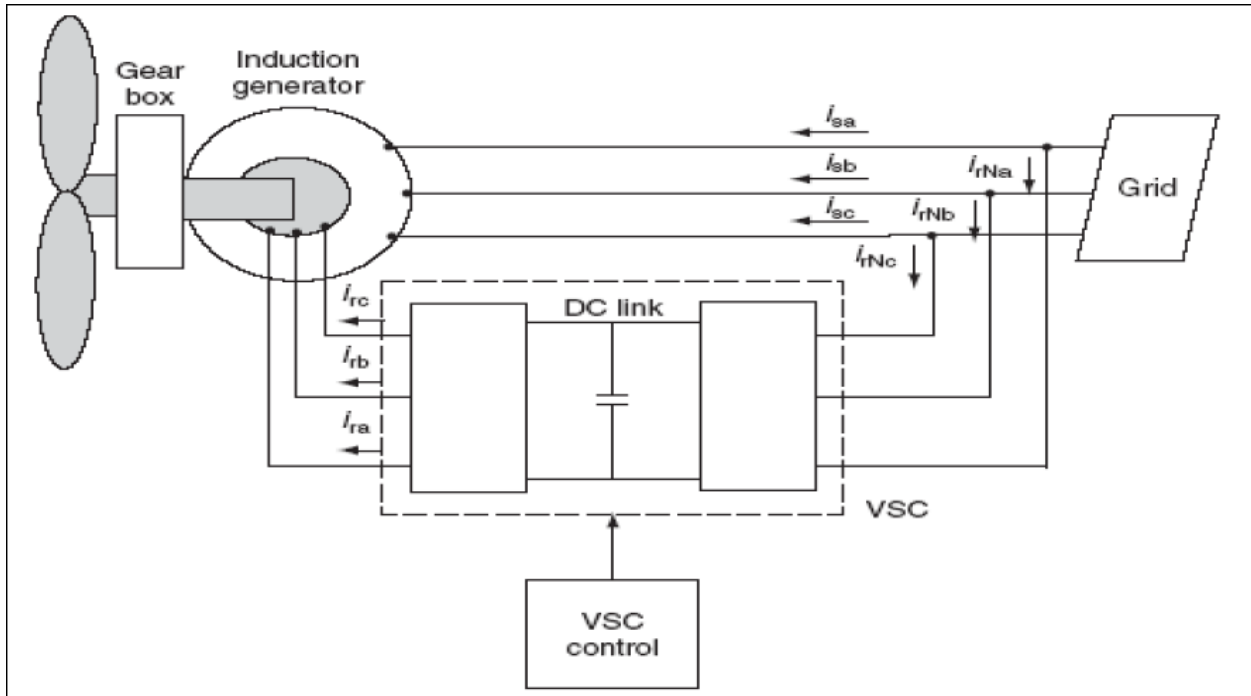 Gear
box
Induction
generator
isa
isb
isc
irNa
irNb
irNc
Grid
irc
irb
ira
DC link
VSC
VSC
control